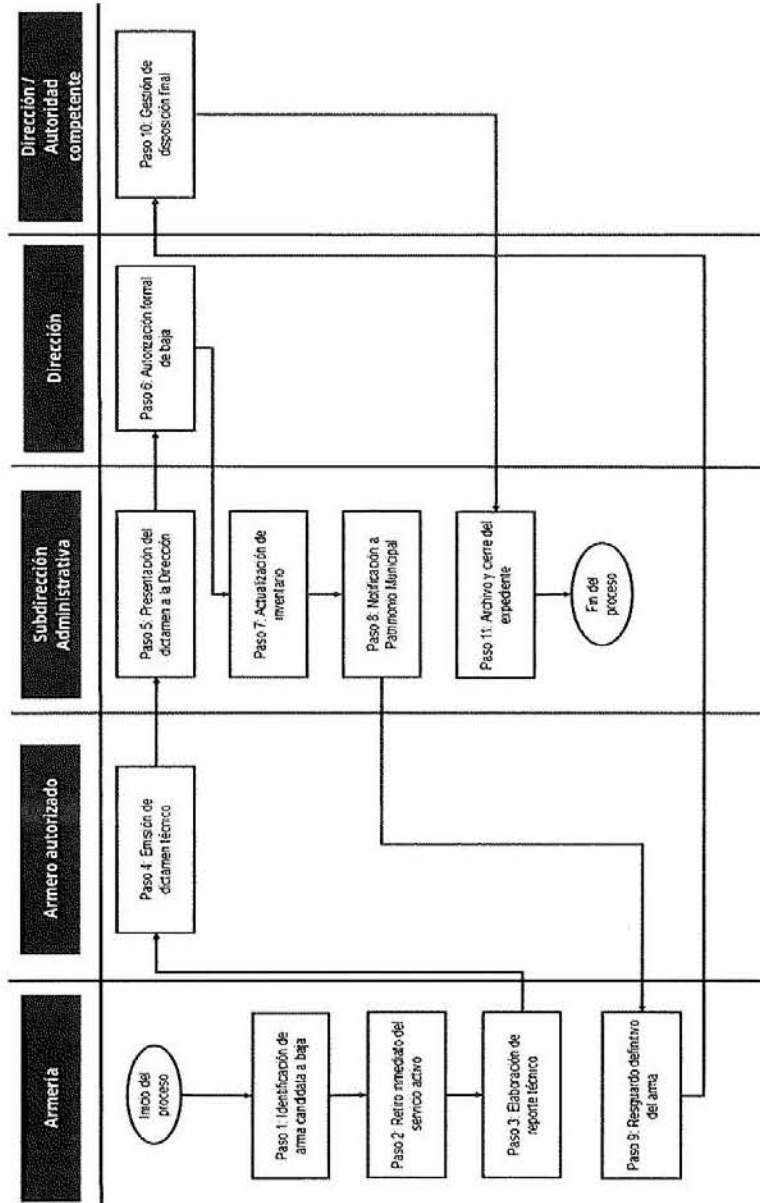 Armería
Armero autorizado
Subdirección
Administrativa
Dirección
Dirección /
Autoridad
competente
Inicio del
proceso
Paso 1: Identificación de
arma candidata a baja
Paso 2: Retiro inmediato del
servicio activo
Paso 3: Elaboración de
reporte técnico
Paso 4: Emisión de
dictamen técnico
Paso 5: Presentación del
dictamen a la Dirección
Paso 6: Autorización formal
de baja
Paso 7: Actualización de
inventario
Paso 8: Notificación a
Patrimonio Municipal
Paso 9: Resguardo definitivo
del arma
Paso 10: Gestión de
disposición final
Paso 11: Archivo y cierre del
expediente
Fin del
proceso